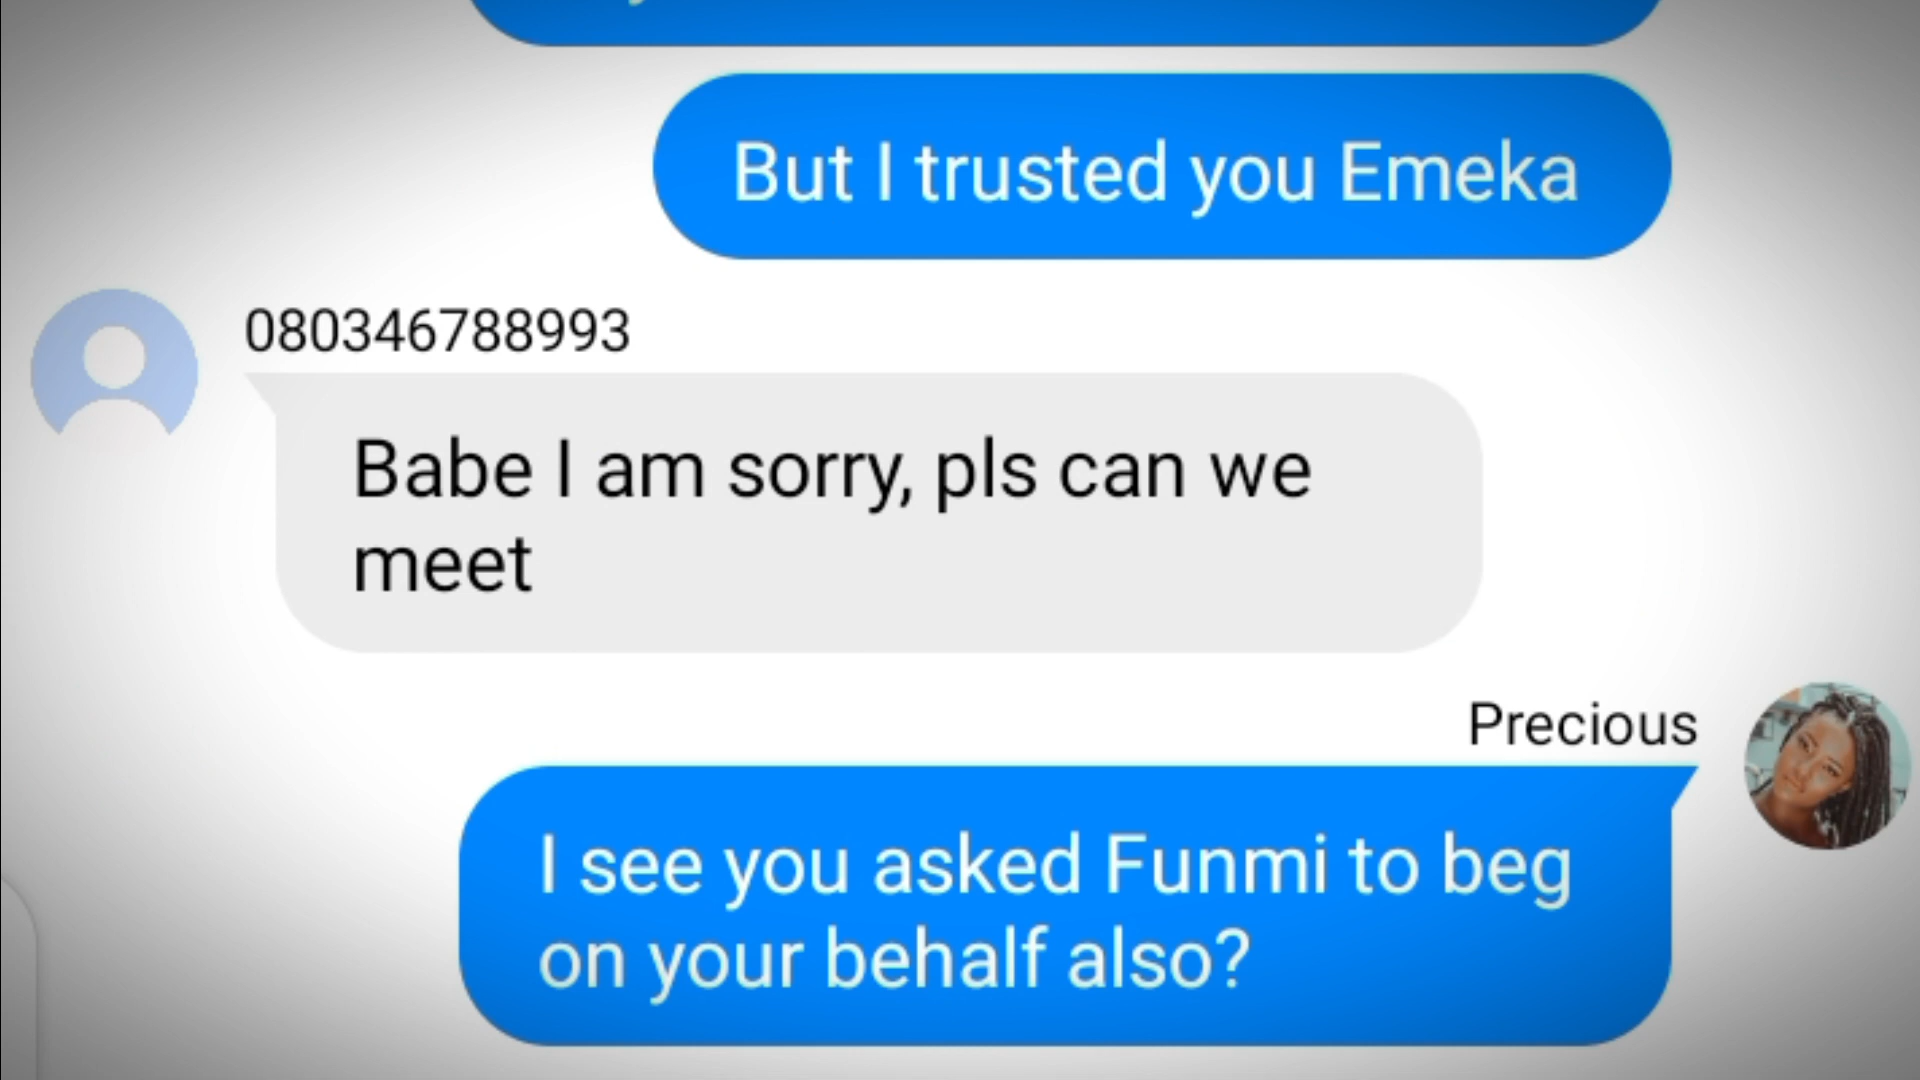 But I trusted you Emeka
080346788993
Babe I am sorry, pls can we
meet
Precious
I see you asked Funmi to beg
on your behalf also?